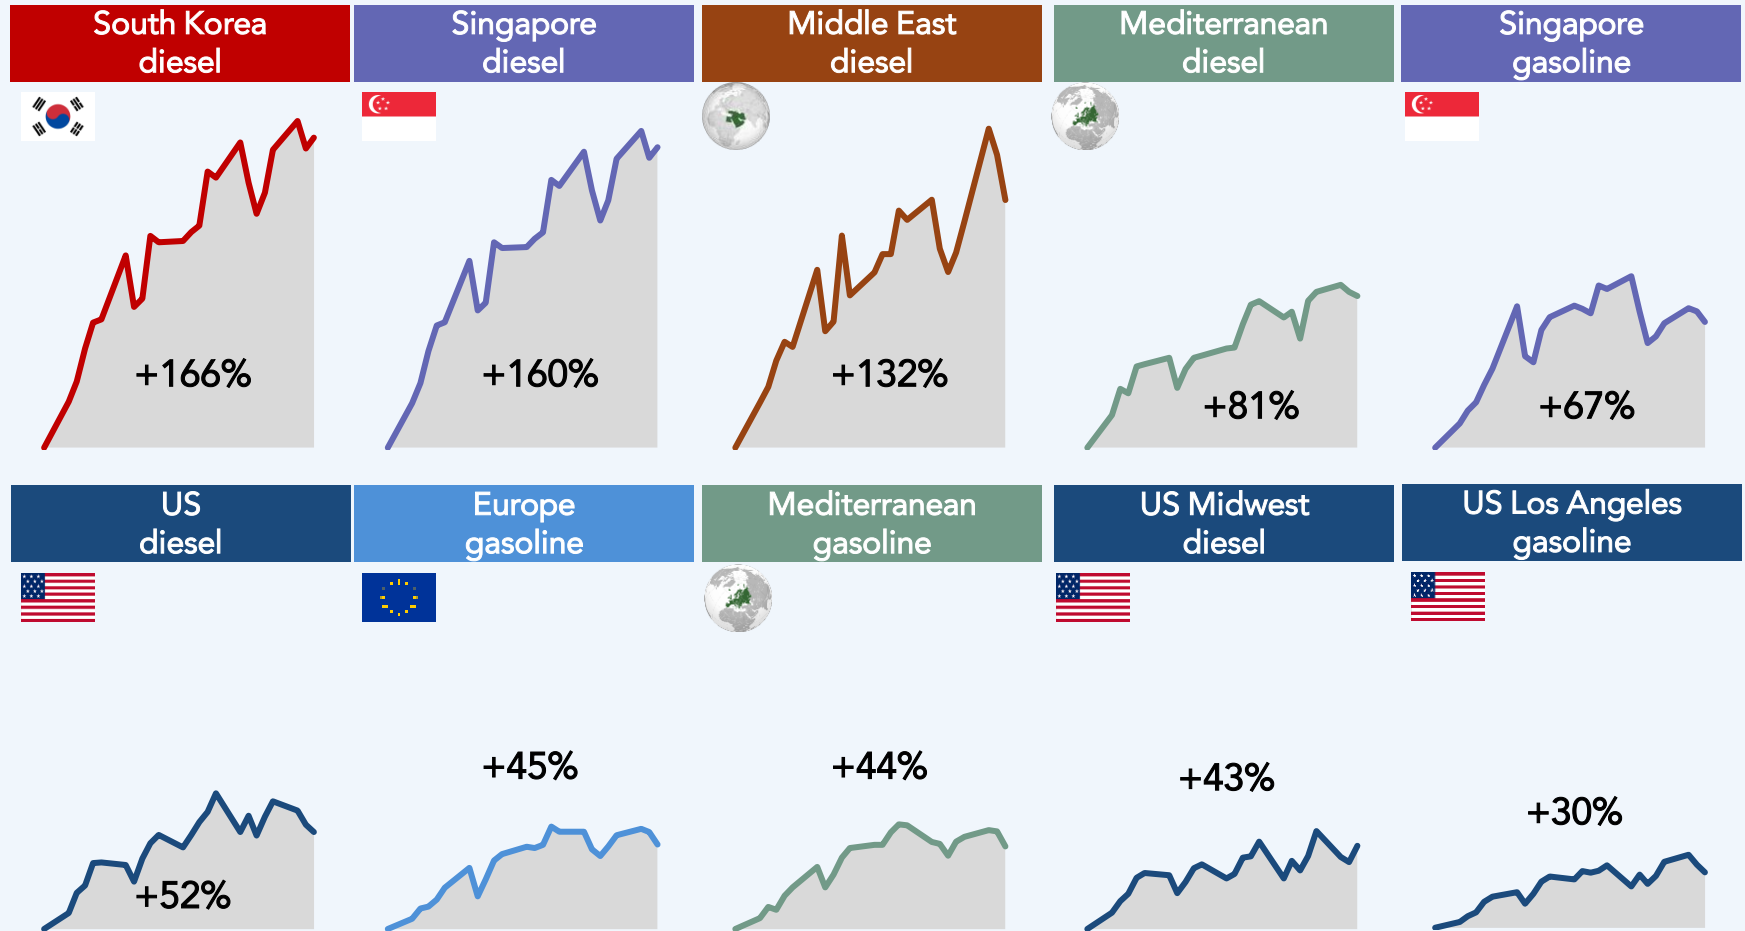 South Korea
diesel
Singapore
diesel
Middle East
diesel
Mediterranean
diesel
Singapore
gasoline
+166%
+160%
+132%
+81%
+67%
US
diesel
Europe
gasoline
Mediterranean
gasoline
US Midwest
diesel
US Los Angeles
gasoline
+52%
+45%
+44%
+43%
+30%